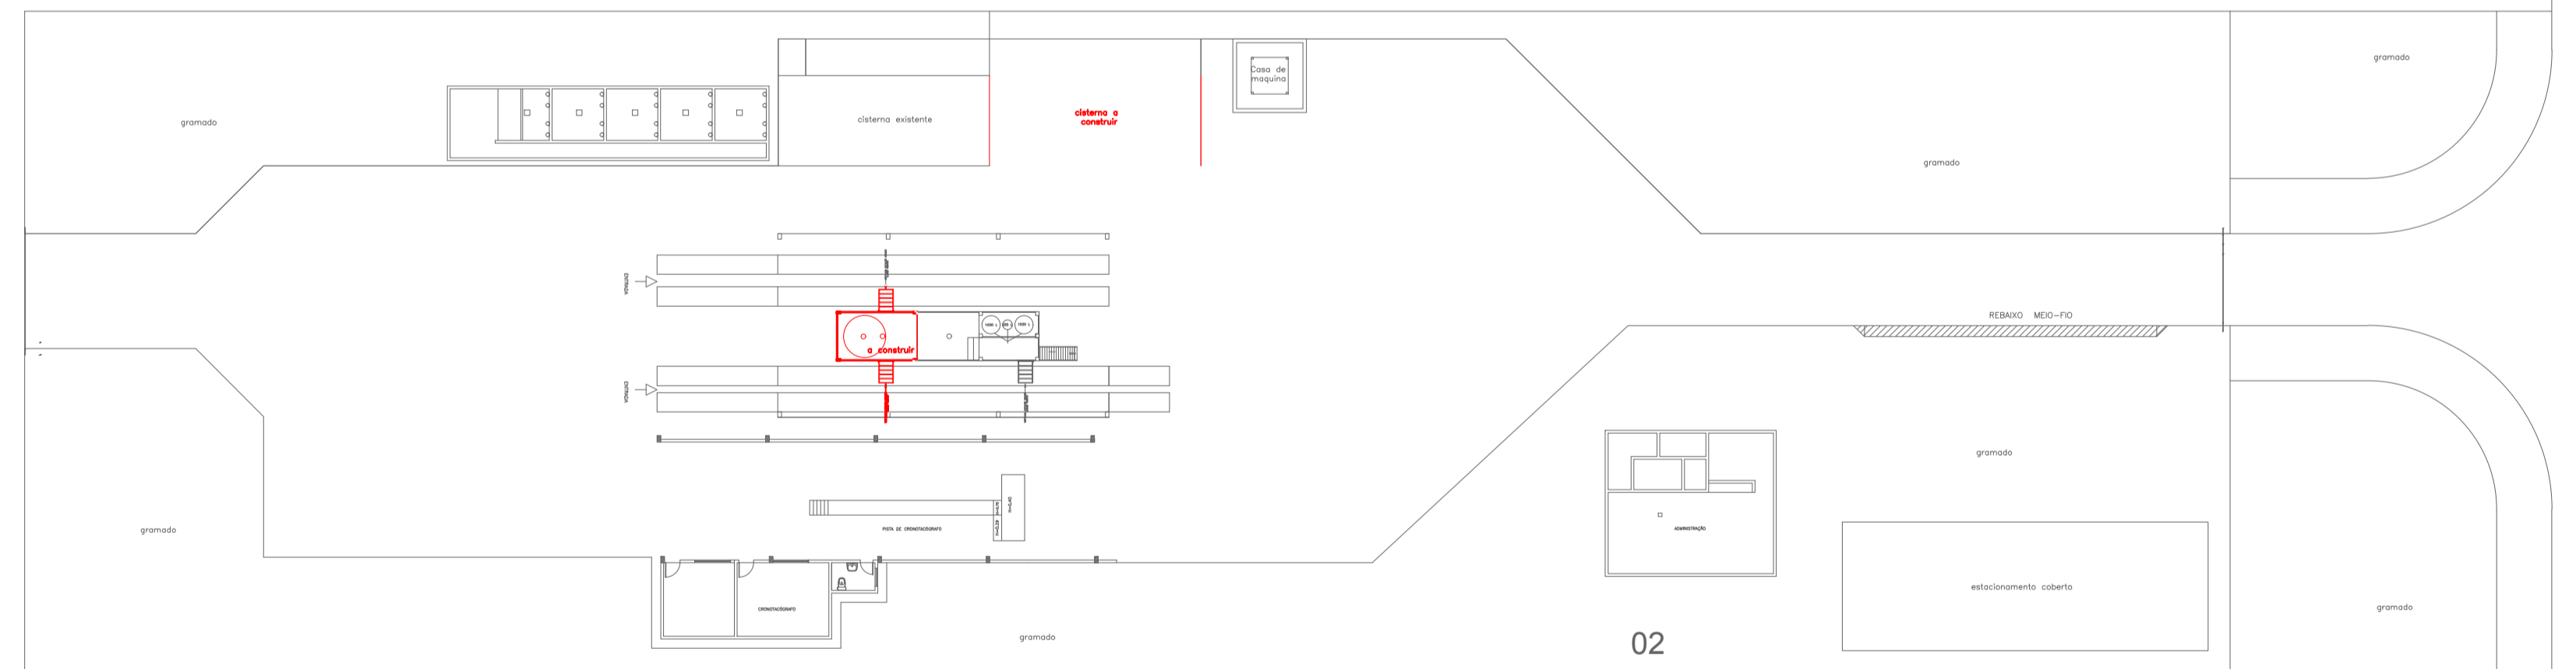 gramado
Casa de
maquina
gramado
cisterna existente
cisterna a
construir
gramado
ENTRADA
REBAIXO MEIO-FIO
a construir
ENTRADA
gramado
PISTA DE CRONOTACÓGRAFO
ADMINISTRAÇÃO
gramado
estacionamento coberto
CRONOTACÓGRAFO
gramado
gramado
02